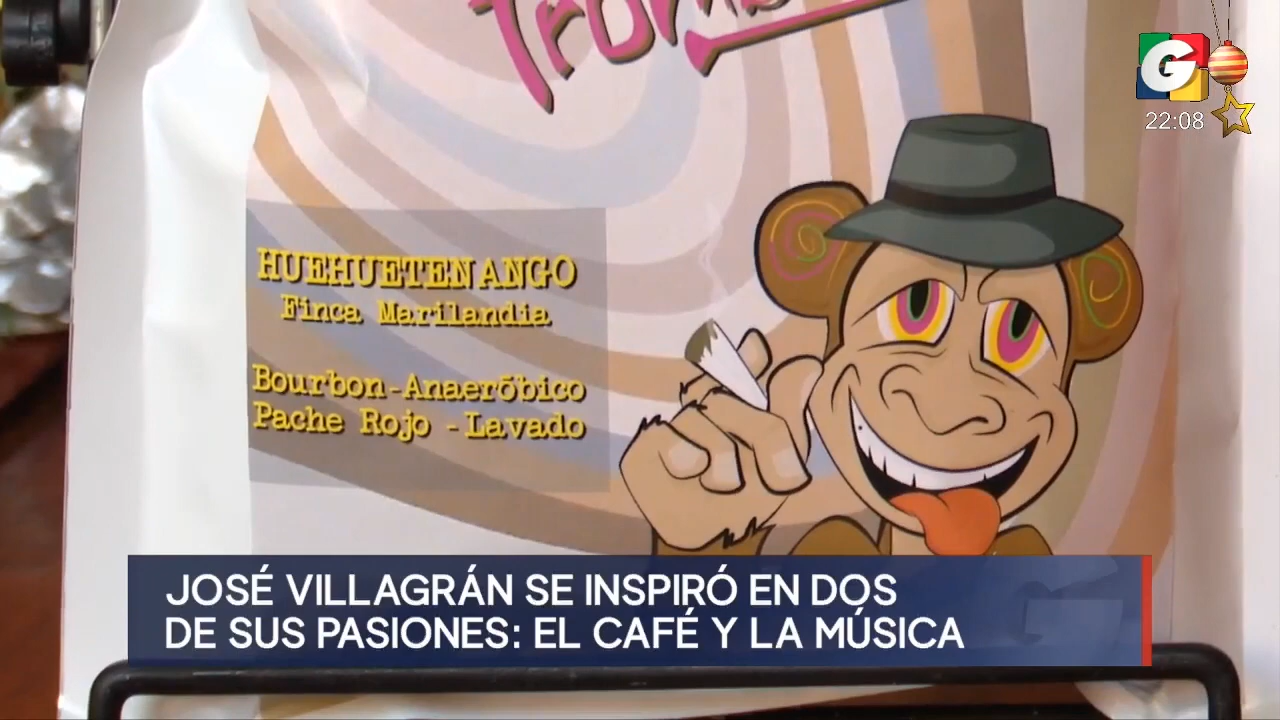 G
22:08
HUEHUETENANGO
Finca Marilandia
Bourbon-Anaeróbico
Pache Rojo - Lavado
JOSÉ VILLAGRÁN SE INSPIRÓ EN DOS
DE SUS PASIONES: EL CAFÉ Y LA MÚSICA